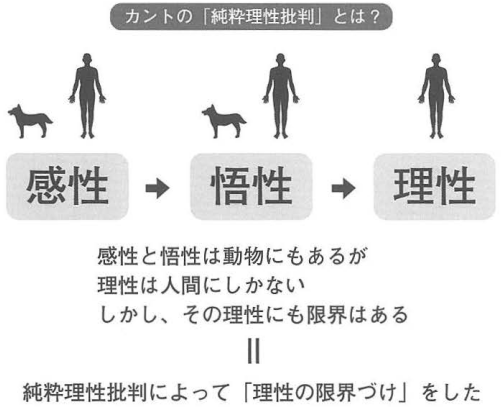 カントの「純粋理性批判」とは？
感性 → 悟性 → 理性
感性と悟性は動物にもあるが
理性は人間にしかない
しかし、その理性にも限界はある
||
純粋理性批判によって「理性の限界づけ」をした